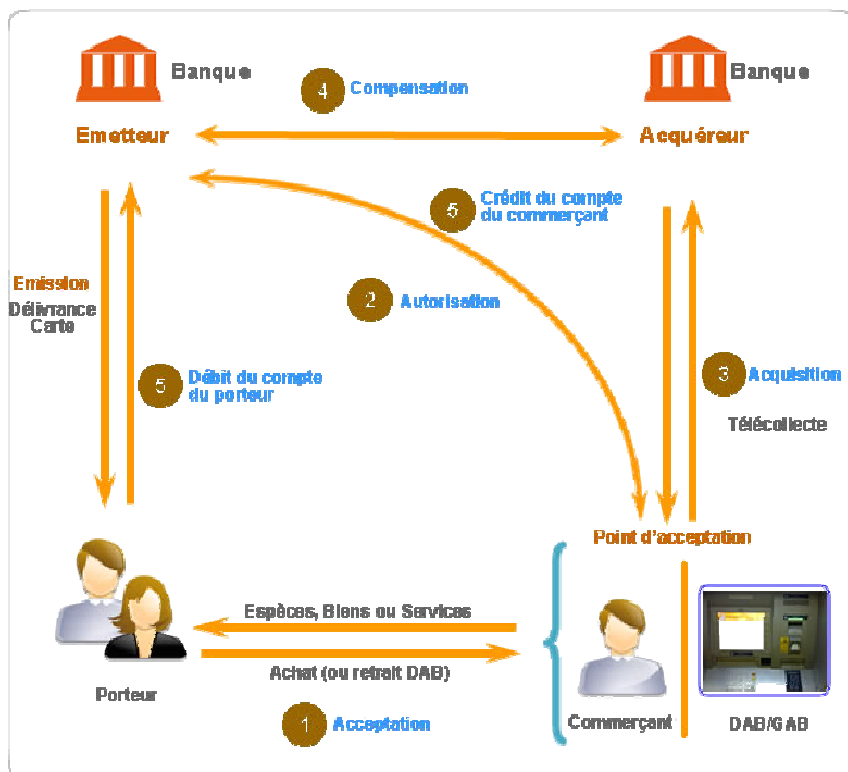 Banque
Banque
4 Compensation
Emetteur
Acquéreur
5 Crédit du compte
du commerçant
Emission
Délivrance
Carte
2 Autorisation
5 Débit du compte
du porteur
3 Acquisition
Télécollecte
Point d'acceptation
Espèces, Biens ou Services
Achat (ou retrait DAB)
Porteur
Commerçant
DAB/GAB
1 Acceptation